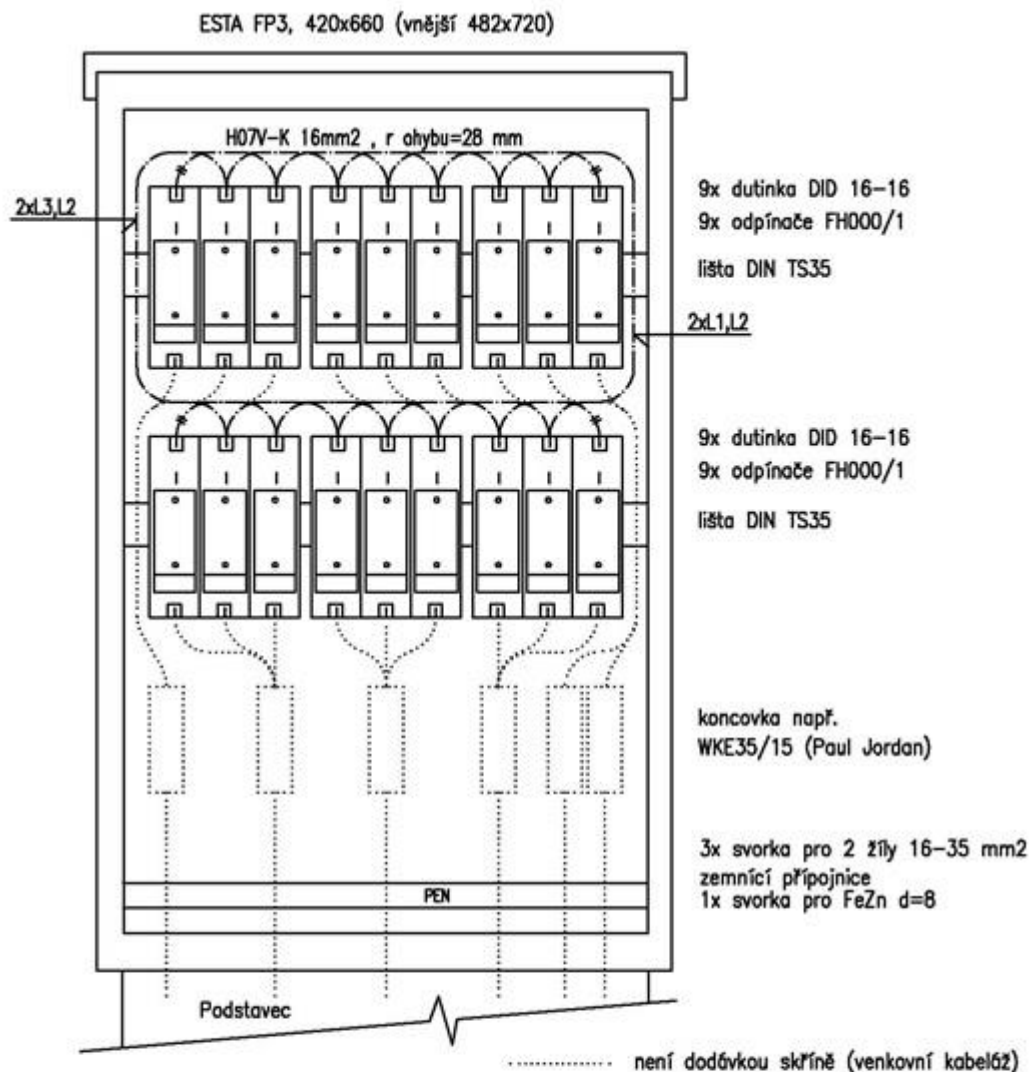 ESTA FP3, 420x660 (vnější 482x720)
H07V-K 16mm2 , r ohybu=28 mm
2xL3,L2
9x dutinka DID 16-16
9x odpínače FH000/1
lišta DIN TS35
2xL1,L2
9x dutinka DID 16-16
9x odpínače FH000/1
lišta DIN TS35
koncovka např.
WKE35/15 (Paul Jordan)
3x svorka pro 2 žíly 16-35 mm2
zemnící přípojnice
1x svorka pro FeZn d=8
PEN
Podstavec
není dodávkou skříně (venkovní kabeláž)